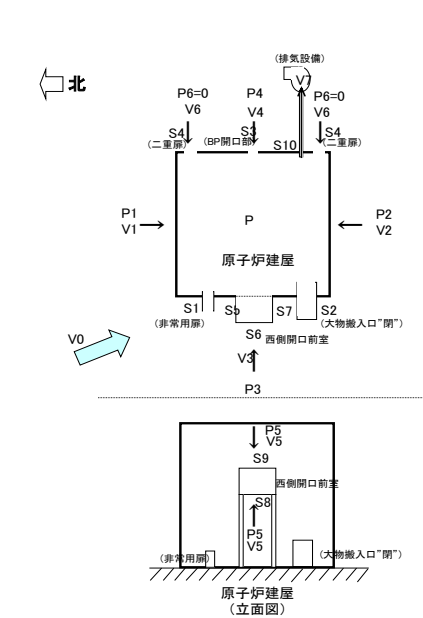 (排気設備)
北
V7
P6=0 P4 P6=0
V6 V4 V6
S4 S3 S4
(二重扉) (BP開口部) S10 (二重扉)
P1 P P2
V1 V2
原子炉建屋
S1 S5 S7 S2
(非常用扉) (大物搬入口"閉")
S6 西側開口前室
V0 V3
P3
P5
V5
S9
西側開口前室
S8
P5
V5
(非常用扉) (大物搬入口"閉")
原子炉建屋
(立面図)